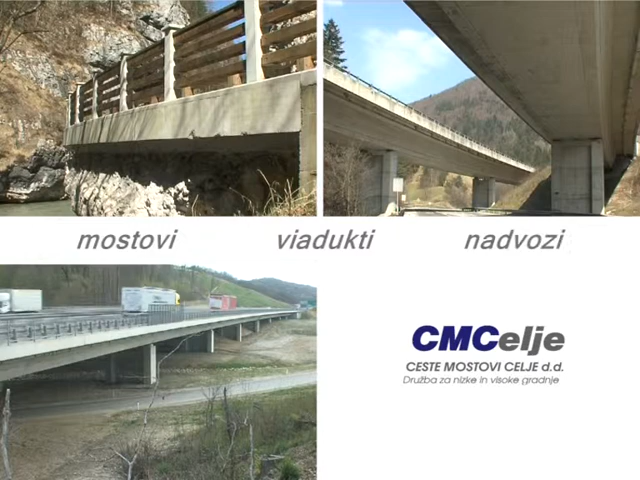 mostovi viadukti nadvozi
CMCelje
CESTE MOSTOVI CELJE d.d.
Družba za nizke in visoke gradnje